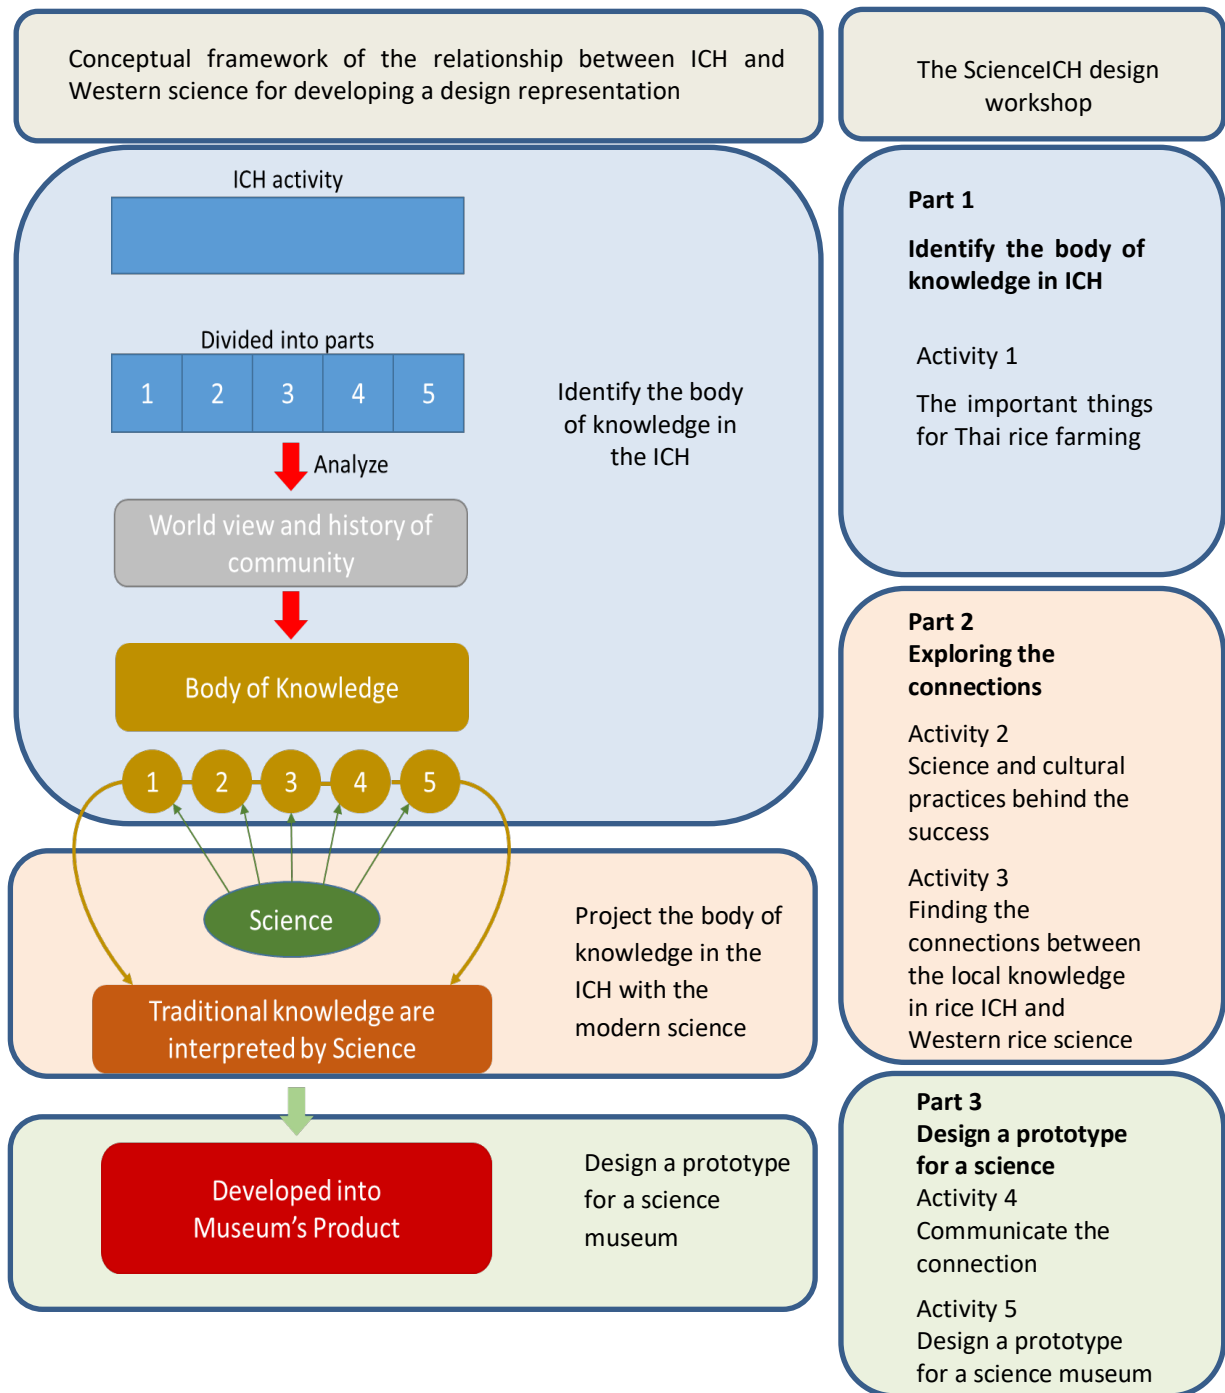 Conceptual framework of the relationship between ICH and
Western science for developing a design representation
The ScienceICH design
workshop
ICH activity
Divided into parts
1 2 3 4 5
Analyze
World view and history of
community
Body of Knowledge
1 2 3 4 5
Identify the body
of knowledge in
the ICH
Science
Traditional knowledge are
interpreted by Science
Project the body of
knowledge in the
ICH with the
modern science
Developed into
Museum’s Product
Design a prototype
for a science
museum
Part 1
Identify the body of
knowledge in ICH
Activity 1
The important things
for Thai rice farming
Part 2
Exploring the
connections
Activity 2
Science and cultural
practices behind the
success
Activity 3
Finding the
connections between
the local knowledge
in rice ICH and
Western rice science
Part 3
Design a prototype
for a science
Activity 4
Communicate the
connection
Activity 5
Design a prototype
for a science museum